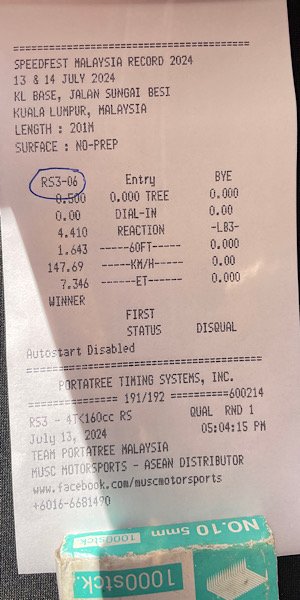 ==========================================
SPEEDFEST MALAYSIA RECORD 2024
13 & 14 JULY 2024
KL BASE, JALAN SUNGAI BESI
KUALA LUMPUR, MALAYSIA
LENGTH : 201M
SURFACE : NO-PREP
RS3-06 Entry BYE
0.500 0.000 TREE 0.000
0.00 DIAL-IN 0.00
4.410 REACTION -LB3-
1.643 ------60FT------ 0.000
147.69 ------KM/H----- 0.00
7.346 ------ET------ 0.000
WINNER
FIRST
STATUS DISQUAL
Autostart Disabled
==========================================
PORTATREE TIMING SYSTEMS, INC.
================ 191/192 ==========600214
RS3 - 4T<160cc RS QUAL RND 1
July 13, 2024 05:04:15 PM
TEAM PORTATREE MALAYSIA
MUSC MOTORSPORTS - ASEAN DISTRIBUTOR
www.facebook.com/muscmotorsports
+6016-6681490
NO.10 5mm
1000stck
1000stck.